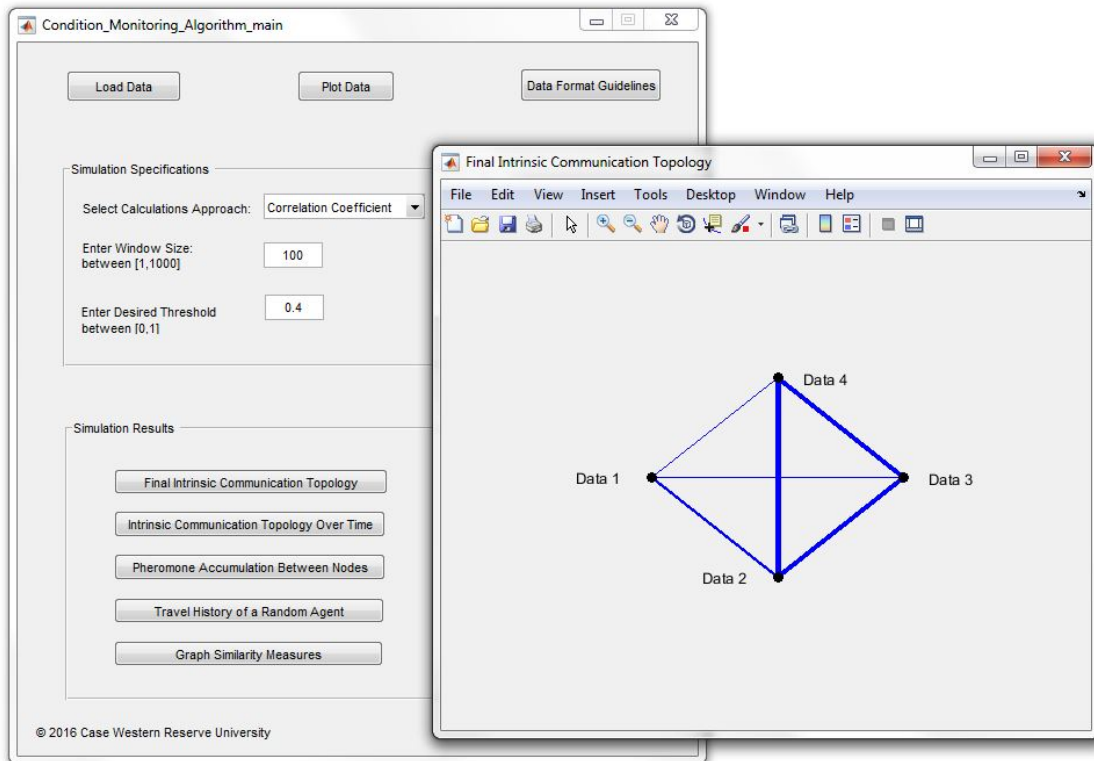 Condition_Monitoring_Algorithm_main
Load Data
Plot Data
Data Format Guidelines
Simulation Specifications
Select Calculations Approach:
Correlation Coefficient
Enter Window Size:
between [1,1000]
100
Enter Desired Threshold
between [0,1]
0.4
Simulation Results
Final Intrinsic Communication Topology
Intrinsic Communication Topology Over Time
Pheromone Accumulation Between Nodes
Travel History of a Random Agent
Graph Similarity Measures
© 2016 Case Western Reserve University
Final Intrinsic Communication Topology
File Edit View Insert Tools Desktop Window Help
Data 4
Data 1
Data 3
Data 2